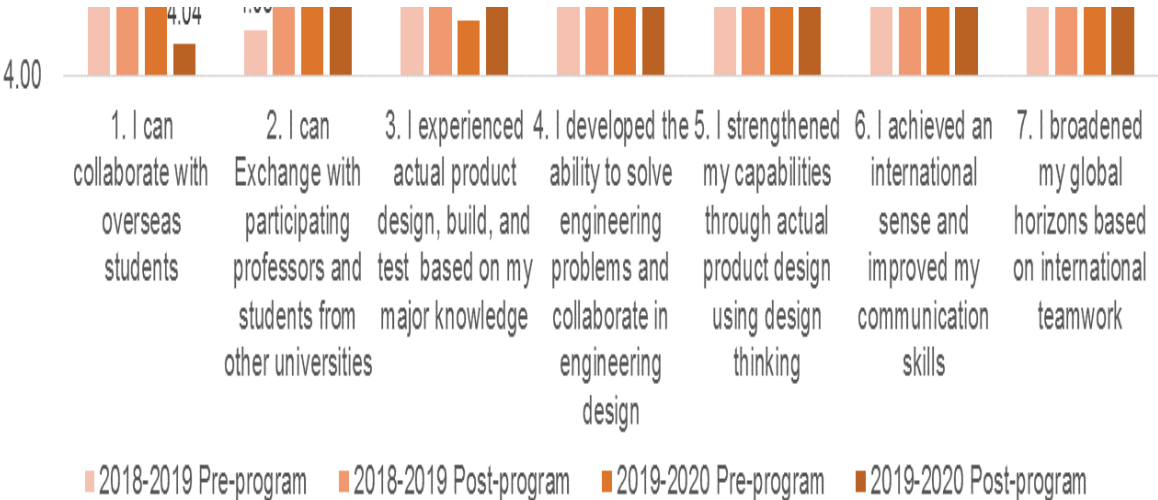 4.04
4.00
1. I can
collaborate with
overseas
students
2. I can
Exchange with
participating
professors and
students from
other universities
3. I experienced
actual product
design, build, and
test based on my
major knowledge
4. I developed the
ability to solve
engineering
problems and
collaborate in
engineering
design
5. I strengthened
my capabilities
through actual
product design
using design
thinking
6. I achieved an
international
sense and
improved my
communication
skills
7. I broadened
my global
horizons based
on international
teamwork
2018-2019 Pre-program
2018-2019 Post-program
2019-2020 Pre-program
2019-2020 Post-program